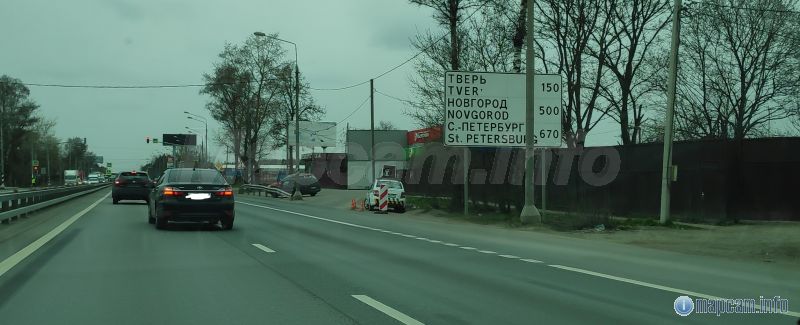 ТВЕРЬ
TVER' 150
НОВГОРОД
NOVGOROD 500
С.-ПЕТЕРБУРГ
St. PETERSBURG 670
mapcam.info
mapcam.info